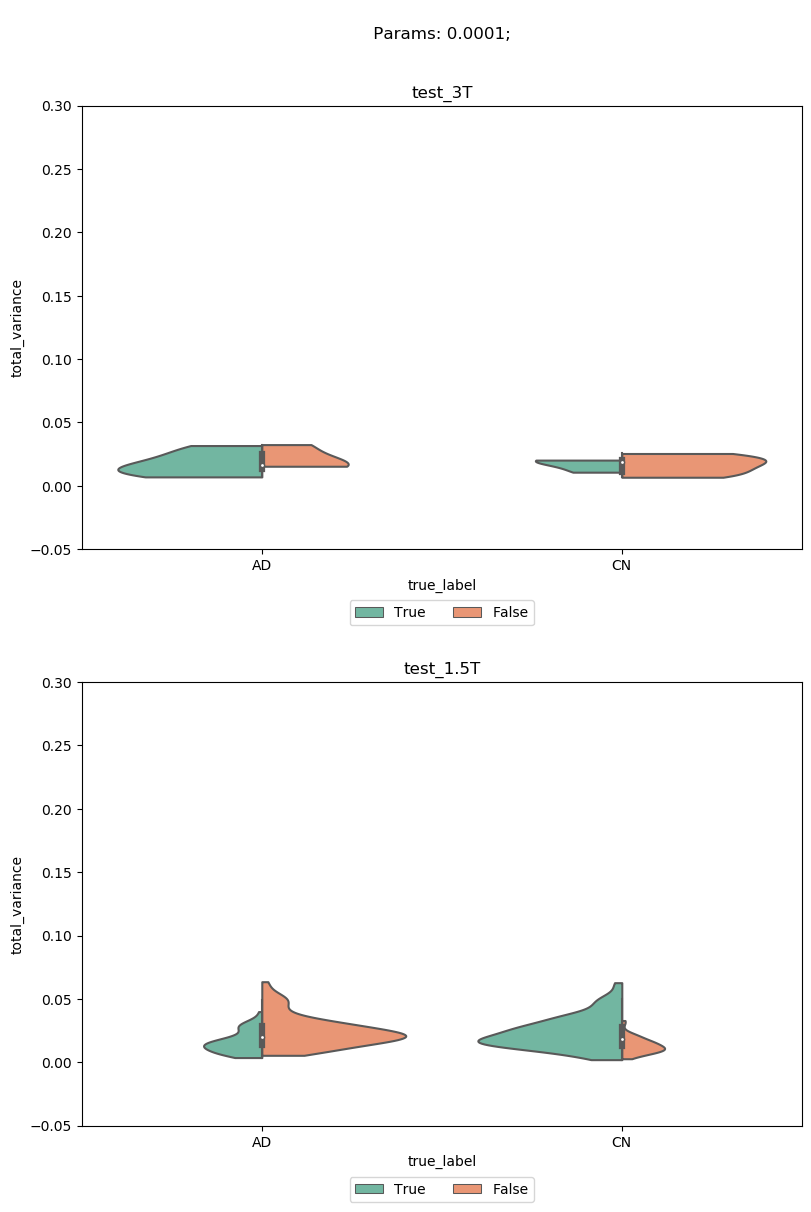 Params: 0.0001;
test_3T
0.30
0.25
0.20
0.15
0.10
0.05
0.00
−0.05
total_variance
AD CN
true_label
True False
test_1.5T
0.30
0.25
0.20
0.15
0.10
0.05
0.00
−0.05
total_variance
AD CN
true_label
True False